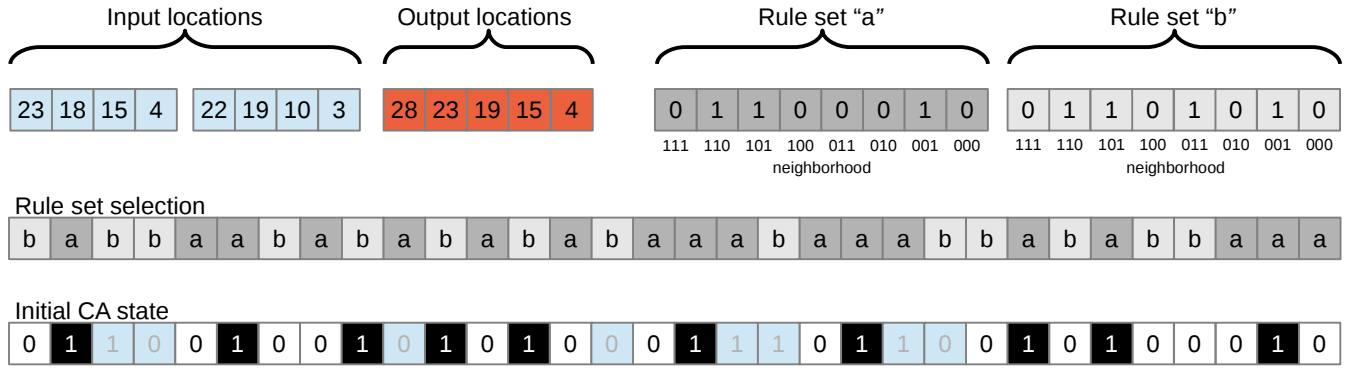 Input locations Output locations Rule set “a” Rule set “b”
23 18 15 4 22 19 10 3 28 23 19 15 4 0 1 1 0 0 0 1 0 0 1 1 0 1 0 1 0
111 110 101 100 011 010 001 000 111 110 101 100 011 010 001 000
neighborhood neighborhood
Rule set selection
b a b b a a b a b a b a b a b a a a b a a a b b a b a b b a a a
Initial CA state
0 1 1 0 0 1 0 0 1 0 1 0 1 0 0 0 1 1 1 0 1 1 0 0 1 0 1 0 0 0 1 0